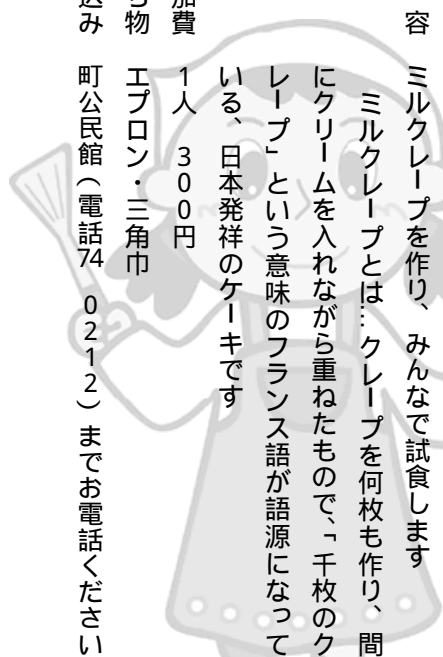 容　ミルクレープを作り、みんなで試食します
ミルクレープとは…クレープを何枚も作り、間
にクリームを入れながら重ねたもので、「千枚のク
レープ」という意味のフランス語が語源になって
いる、日本発祥のケーキです
加費　1人　300円
ち物　エプロン・三角巾
込み　町公民館（電話74　0212）までお電話ください